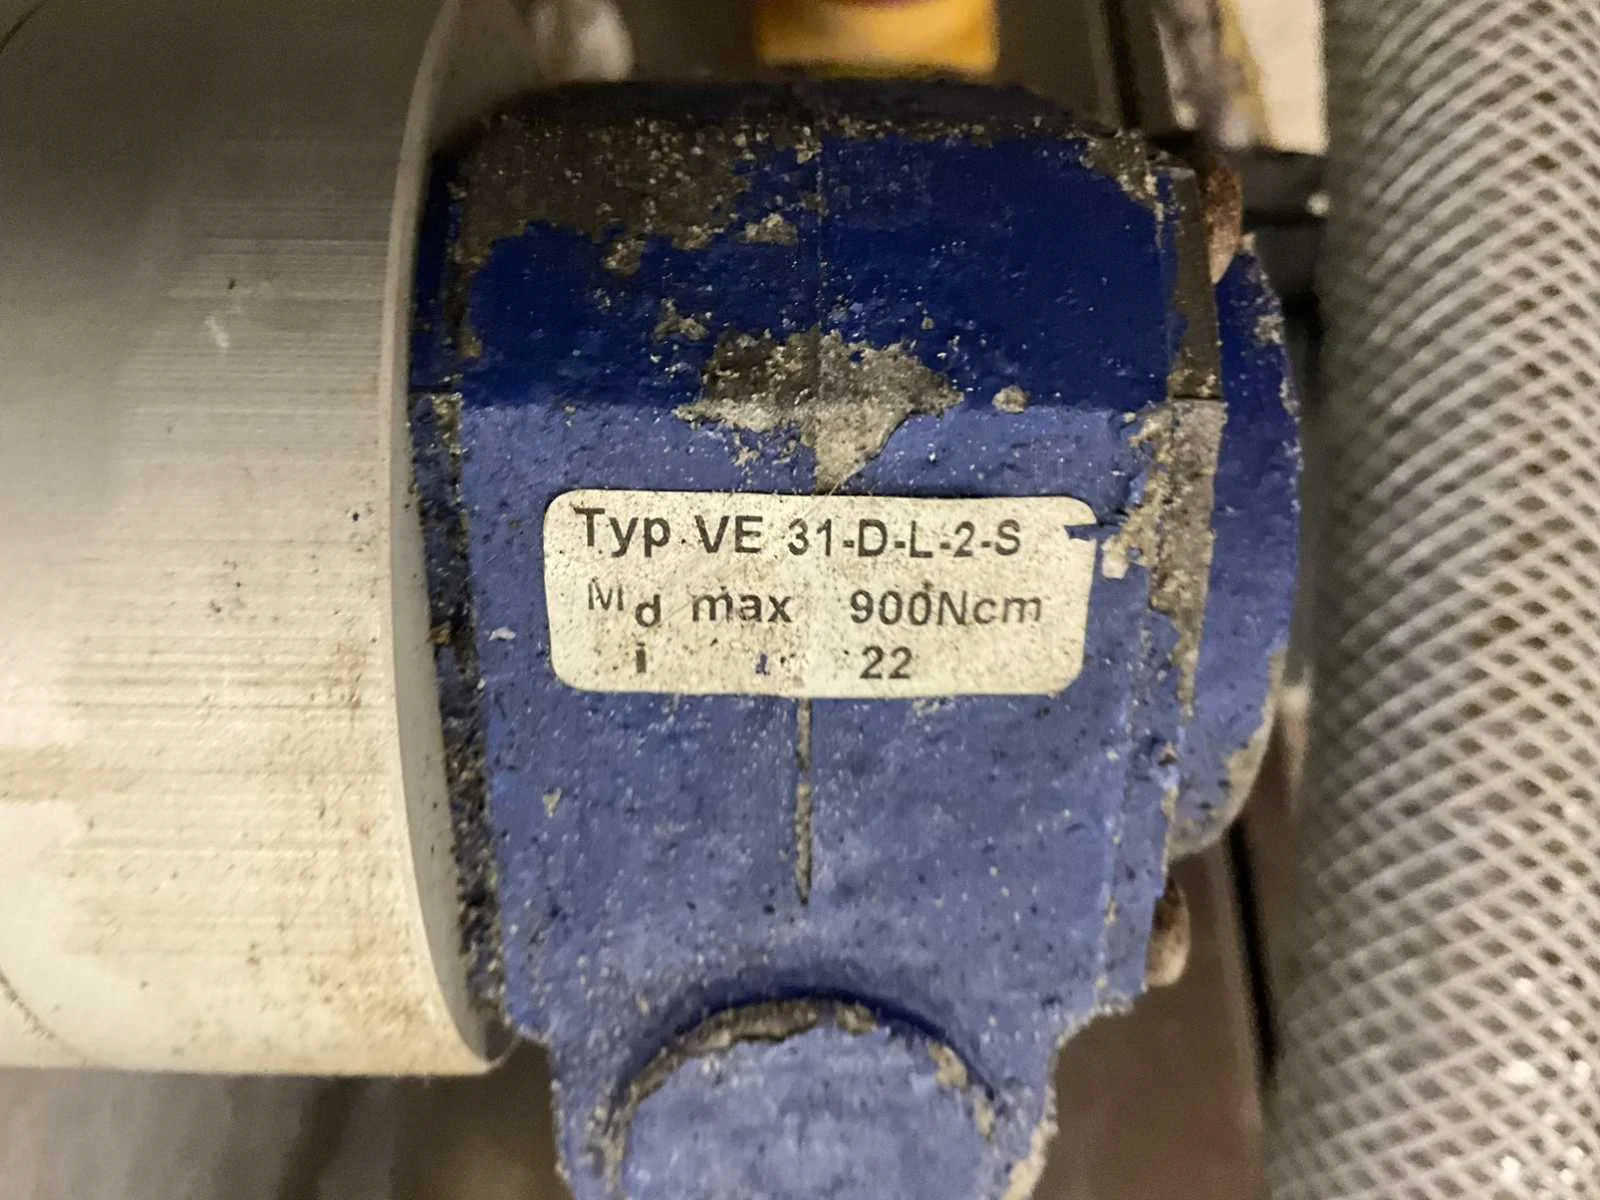 Typ VE 31-D-L-2-S
Md max 900Ncm
i 22